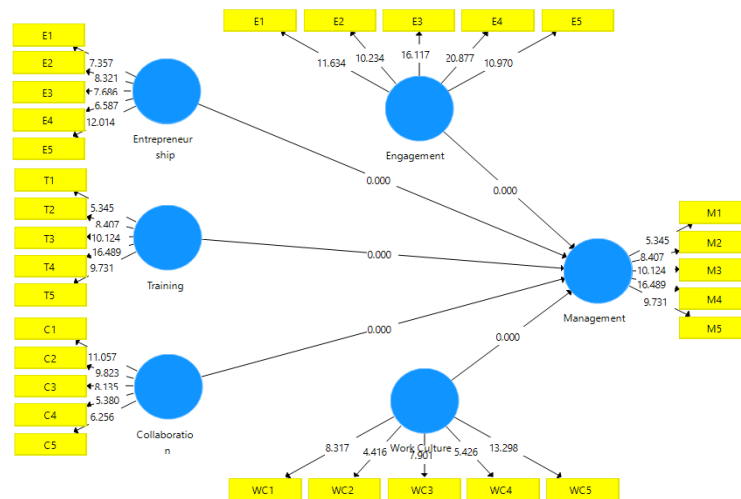 E1
E2
E3
E4
E5
7.357
8.321
7.686
6.587
12.014
Entrepreneur
ship
E1
E2
E3
E4
E5
11.634
10.234
16.117
20.877
10.970
Engagement
T1
T2
T3
T4
T5
5.345
8.407
10.124
16.489
9.731
Training
C1
C2
C3
C4
C5
11.057
9.823
8.135
5.380
6.256
Collaboratio
n
0.000
0.000
0.000
0.000
0.000
M1
M2
M3
M4
M5
5.345
8.407
10.124
16.489
9.731
Management
Work Culture
8.317
4.416
7.901
5.426
13.298
WC1
WC2
WC3
WC4
WC5